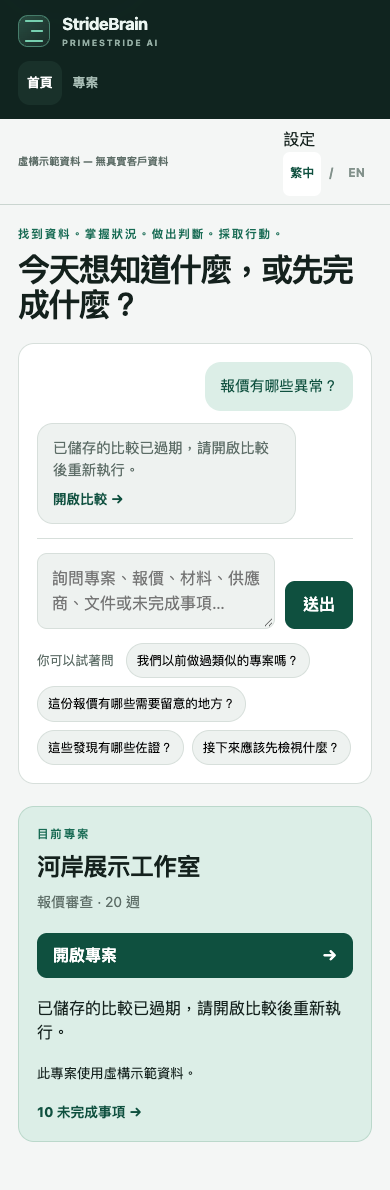 StrideBrain
PRIMESTRIDE AI
首頁 專案
虛構示範資料 — 無真實客戶資料
設定
繁中 / EN
找到資料。掌握狀況。做出判斷。採取行動。
今天想知道什麼，或先完
成什麼？
報價有哪些異常？
已儲存的比較已過期，請開啟比較
後重新執行。
開啟比較 →
詢問專案、報價、材料、供應
商、文件或未完成事項...
送出
你可以試著問 我們以前做過類似的專案嗎？
這份報價有哪些需要留意的地方？
這些發現有哪些佐證？ 接下來應該先檢視什麼？
目前專案
河岸展示工作室
報價審查 · 20 週
開啟專案 →
已儲存的比較已過期，請開啟比較後重新執
行。
此專案使用虛構示範資料。
10 未完成事項 →